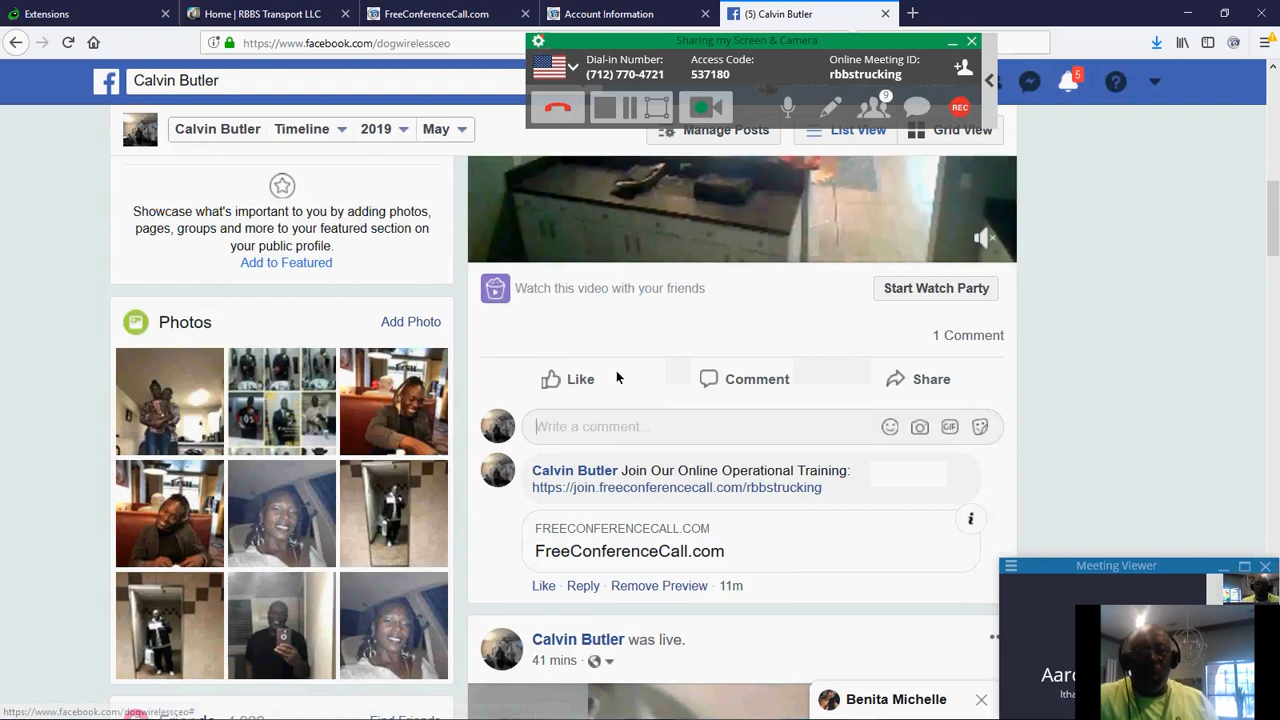 Extensions
Home | RBBS Transport LLC
FreeConferenceCall.com
Account Information
(5) Calvin Butler
https://www.facebook.com/dogwirelessceo
Sharing my Screen & Camera
Dial-in Number:
(712) 770-4721
Access Code:
537180
Online Meeting ID:
rbbstrucking
9
REC
Calvin Butler
5
Calvin Butler
Timeline
2019
May
Manage Posts
List View
Grid View
Showcase what's important to you by adding photos,
pages, groups and more to your featured section on
your public profile.
Add to Featured
Photos
Add Photo
Watch this video with your friends
Start Watch Party
1 Comment
Like
Comment
Share
Write a comment...
Calvin Butler Join Our Online Operational Training:
https://join.freeconferencecall.com/rbbstrucking
FREECONFERENCECALL.COM
FreeConferenceCall.com
Like · Reply · Remove Preview · 11m
Calvin Butler was live.
41 mins
Meeting Viewer
Benita Michelle
https://www.facebook.com/dogwirelessceo#
Find Friends